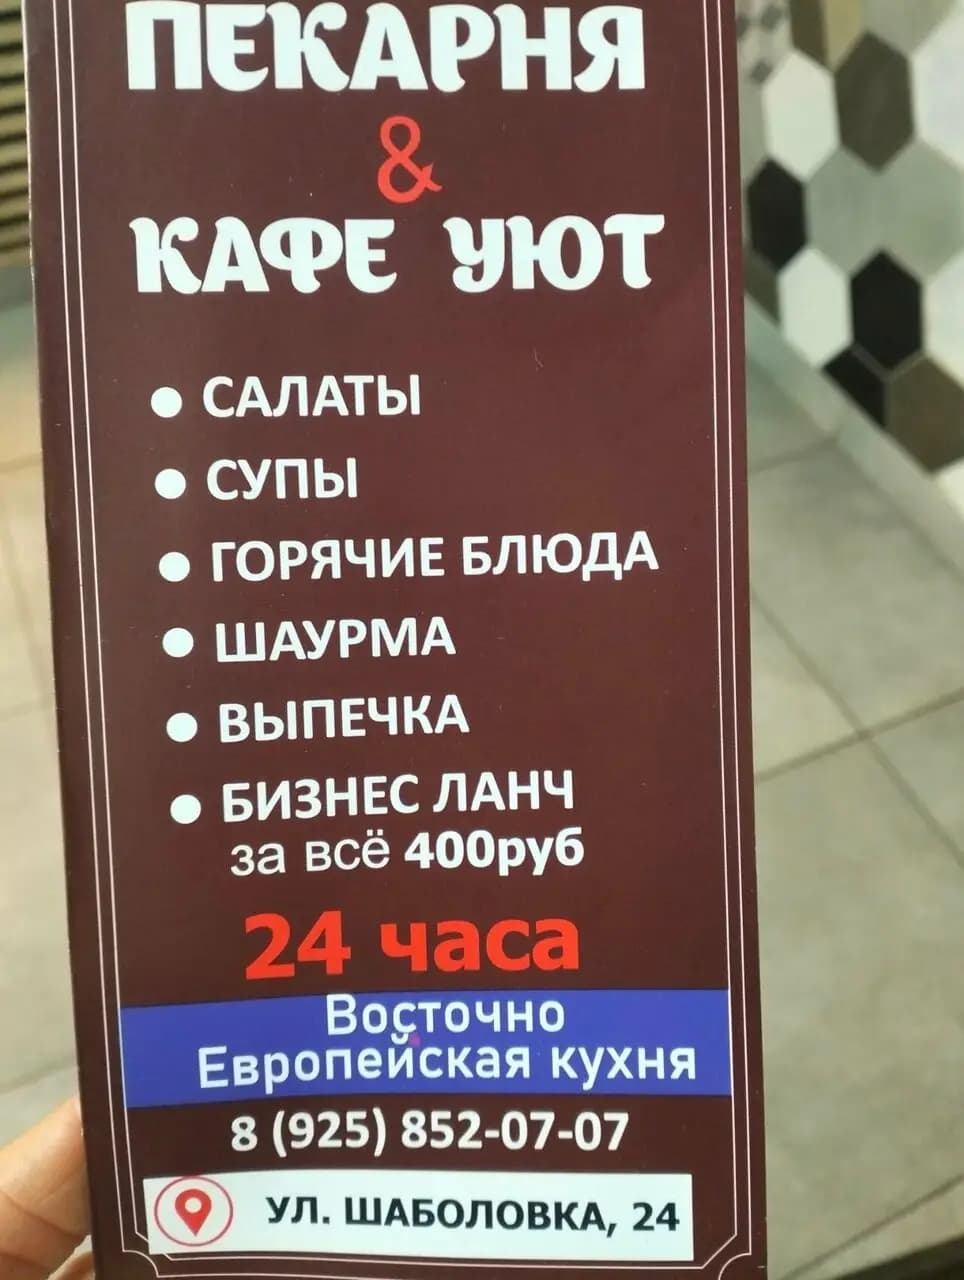 ПЕКАРНЯ
&
КАФЕ УЮТ
• САЛАТЫ
• СУПЫ
• ГОРЯЧИЕ БЛЮДА
• ШАУРМА
• ВЫПЕЧКА
• БИЗНЕС ЛАНЧ
за всё 400руб
24 часа
Восточно
Европейская кухня
8 (925) 852-07-07
УЛ. ШАБОЛОВКА, 24